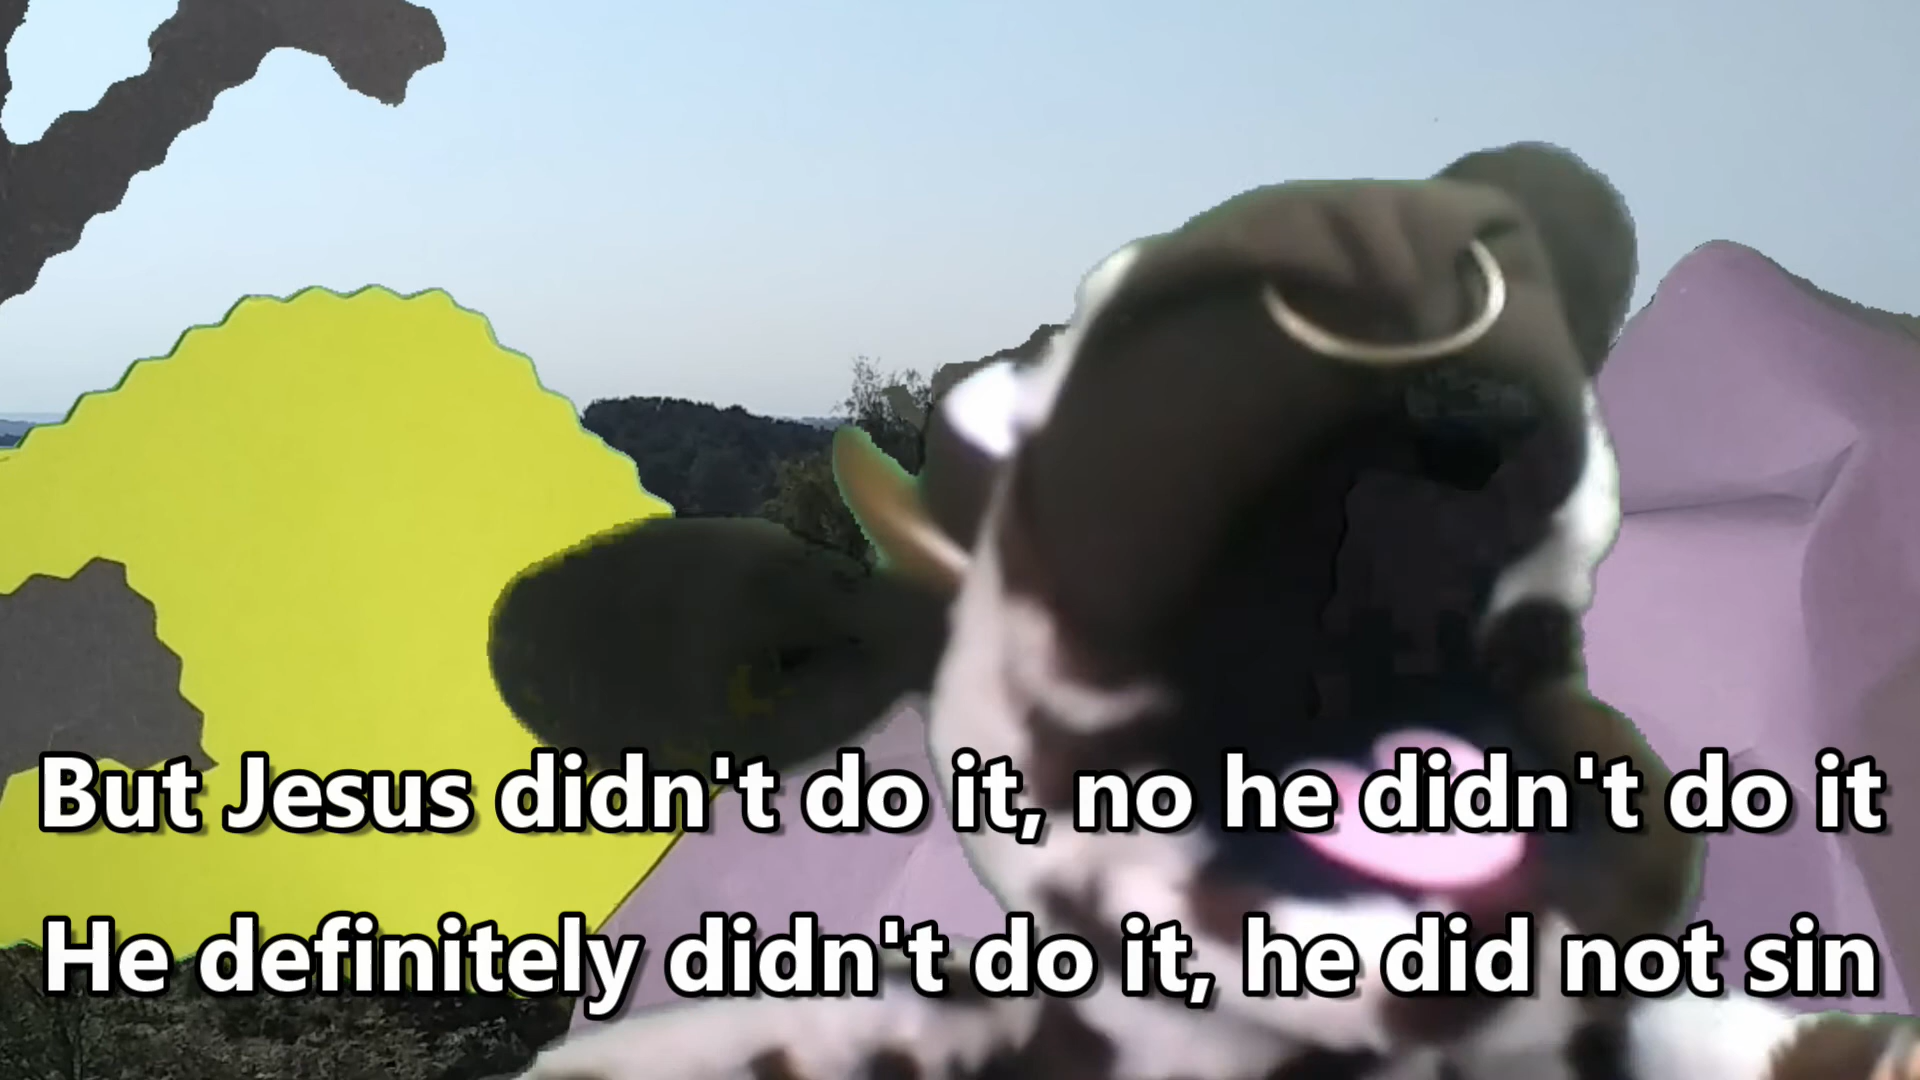 But Jesus didn't do it, no he didn't do it
He definitely didn't do it, he did not sin